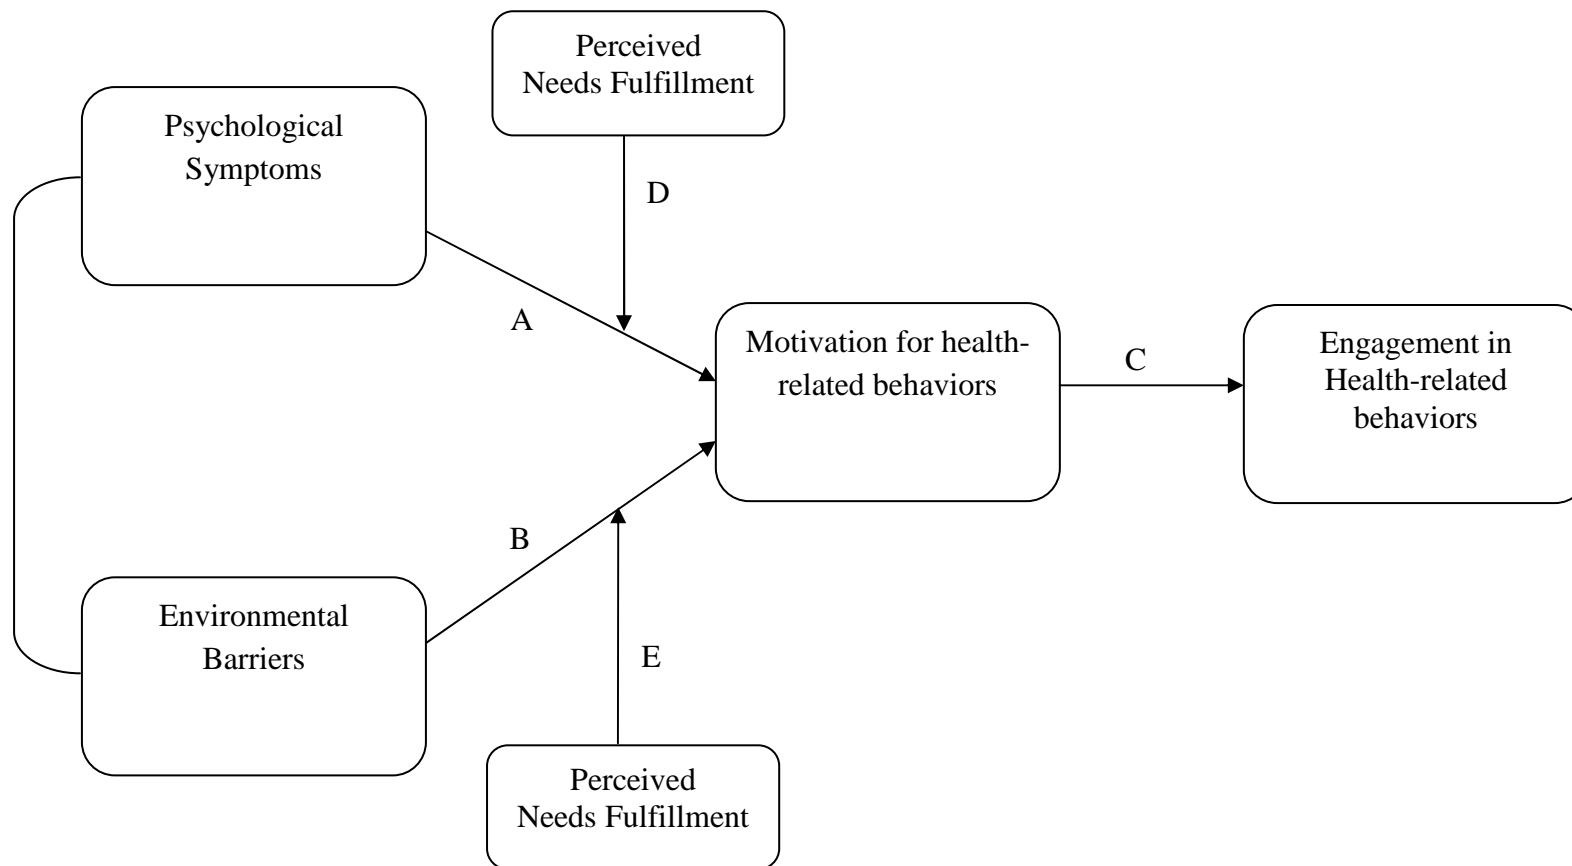 Perceived
Needs Fulfillment
Psychological
Symptoms
D
A
Motivation for health-
related behaviors
C
Engagement in
Health-related
behaviors
B
Environmental
Barriers
E
Perceived
Needs Fulfillment